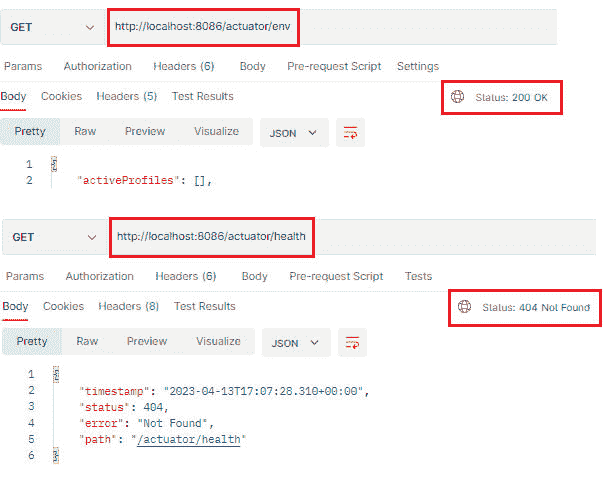 GET http://localhost:8086/actuator/env
Params Authorization Headers (6) Body Pre-request Script Settings
Body Cookies Headers (5) Test Results Status: 200 OK
Pretty Raw Preview Visualize JSON
1 {
2 "activeProfiles": [],
GET http://localhost:8086/actuator/health
Params Authorization Headers (6) Body Pre-request Script Tests
Body Cookies Headers (8) Test Results Status: 404 Not Found
Pretty Raw Preview Visualize JSON
1 {
2 "timestamp": "2023-04-13T17:07:28.310+00:00",
3 "status": 404,
4 "error": "Not Found",
5 "path": "/actuator/health"
6 }